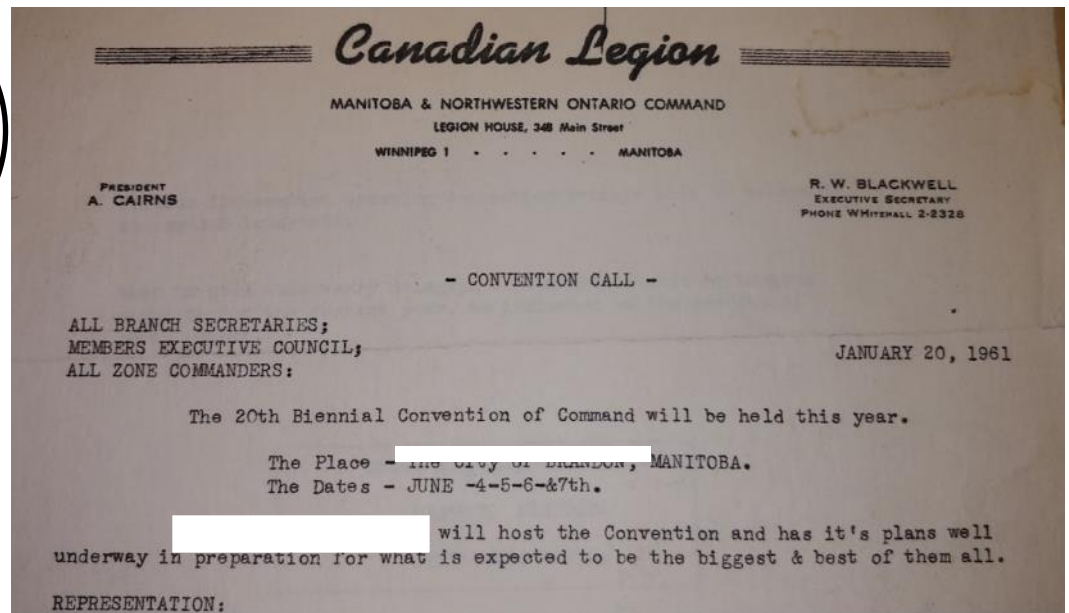 Canadian Legion
MANITOBA & NORTHWESTERN ONTARIO COMMAND
LEGION HOUSE, 348 Main Street
WINNIPEG 1 - - - - - MANITOBA
PRESIDENT
A. CAIRNS
R. W. BLACKWELL
EXECUTIVE SECRETARY
PHONE WHITEHALL 2-2328
- CONVENTION CALL -
ALL BRANCH SECRETARIES;
MEMBERS EXECUTIVE COUNCIL;
ALL ZONE COMMANDERS:
JANUARY 20, 1961
The 20th Biennial Convention of Command will be held this year.
The Place - MANITOBA.
The Dates - JUNE -4-5-6-&7th.
will host the Convention and has it's plans well
underway in preparation for what is expected to be the biggest & best of them all.
REPRESENTATION: